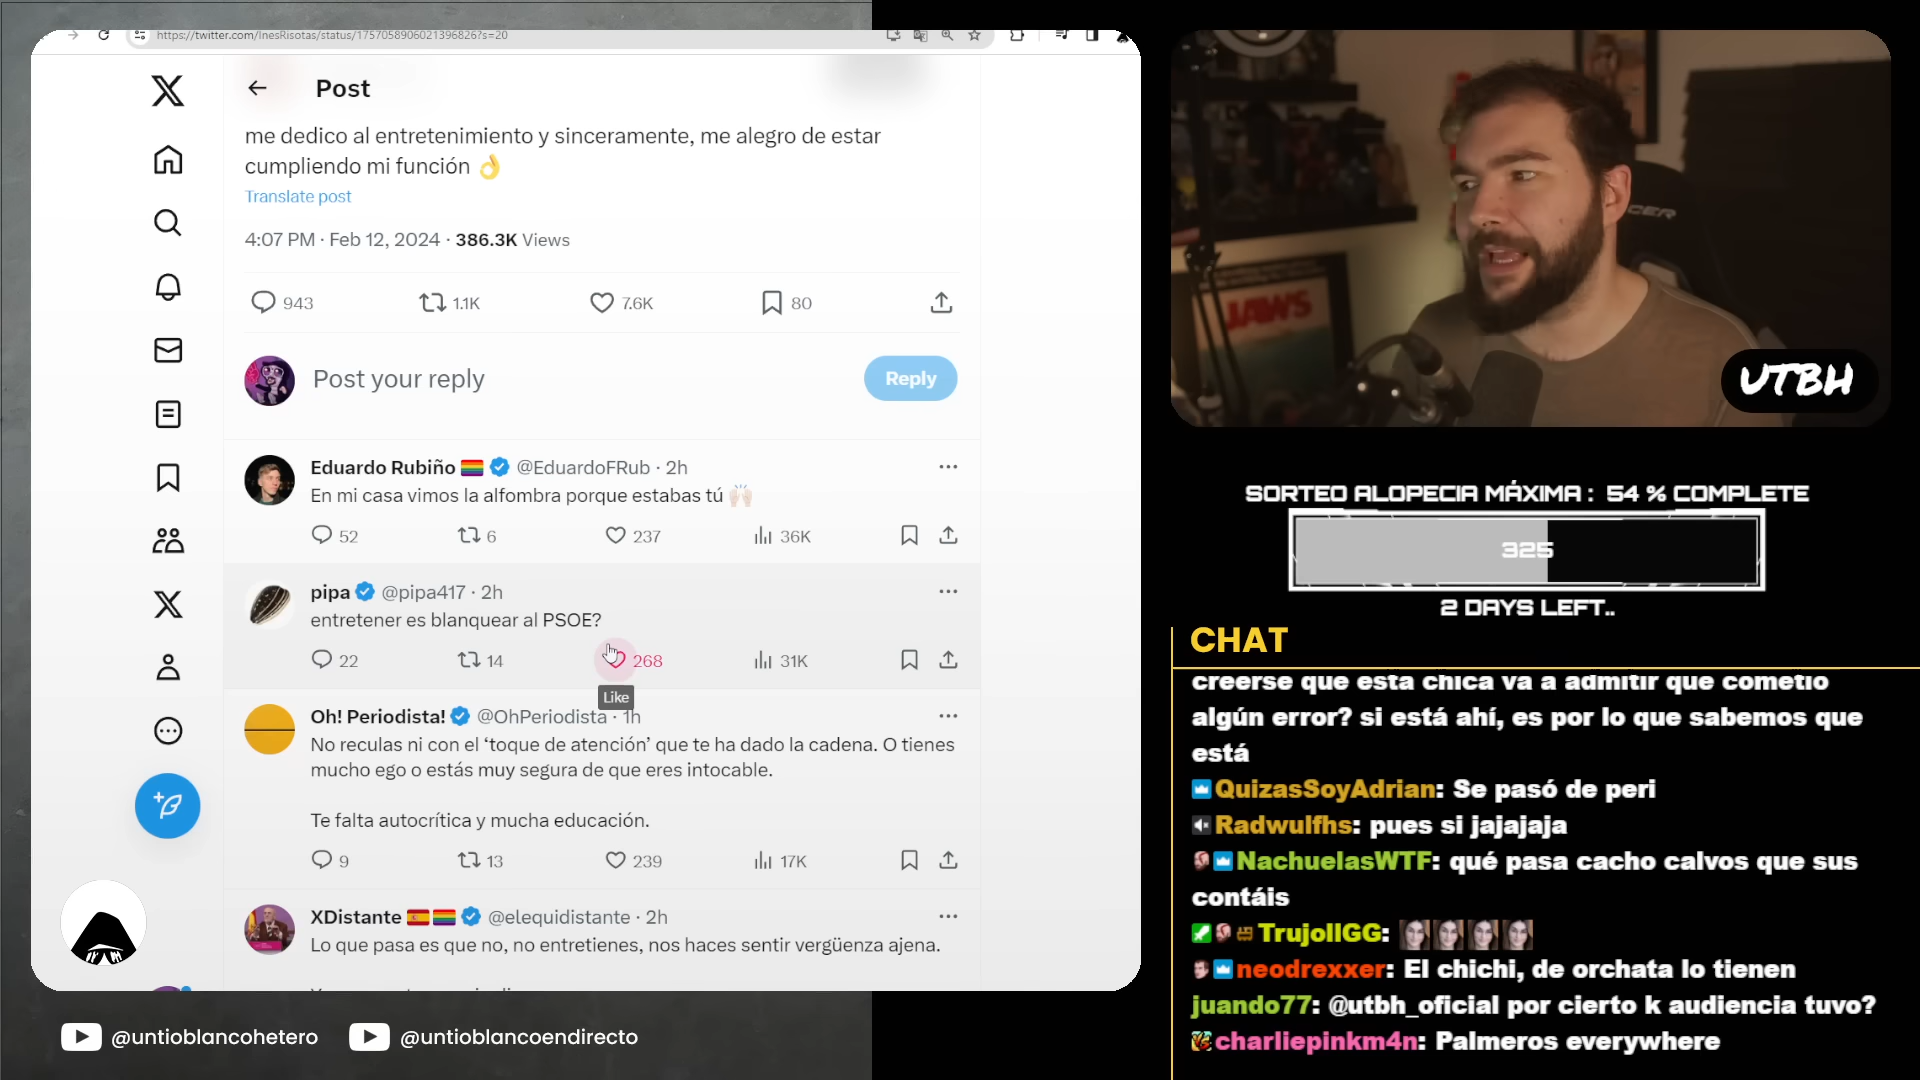 https://twitter.com/InesRisotas/status/1757058906021396826?s=20
Post
me dedico al entretenimiento y sinceramente, me alegro de estar
cumpliendo mi función 👌
Translate post
4:07 PM · Feb 12, 2024 · 386.3K Views
943 1.1K 7.6K 80
Post your reply
Reply
Eduardo Rubiño 🏳️‍🌈 @EduardoFRub · 2h
En mi casa vimos la alfombra porque estabas tú 🙌🏻
52 6 237 36K
pipa @pipa417 · 2h
entretener es blanquear al PSOE?
22 14 268 31K
Like
Oh! Periodista! @OhPeriodista · 1h
No reculas ni con el ‘toque de atención’ que te ha dado la cadena. O tienes
mucho ego o estás muy segura de que eres intocable.
Te falta autocrítica y mucha educación.
9 13 239 17K
XDistante 🇪🇸🏳️‍🌈 @elequidistante · 2h
Lo que pasa es que no, no entretienes, nos haces sentir vergüenza ajena.
@untioblancohetero
@untioblancoendirecto
JAWS
UTBH
SORTEO ALOPECIA MÁXIMA : 54 % COMPLETE
325
2 DAYS LEFT..
CHAT
creerse que esta chica va a admitir que cometió
algún error? si está ahí, es por lo que sabemos que
está
QuizasSoyAdrian: Se pasó de peri
Radwulfhs: pues si jajajaja
NachuelasWTF: qué pasa cacho calvos que sus
contáis
TrujollGG:
neodrexxer: El chichi, de orchata lo tienen
juando77: @utbh_oficial por cierto k audiencia tuvo?
charliepinkm4n: Palmeros everywhere